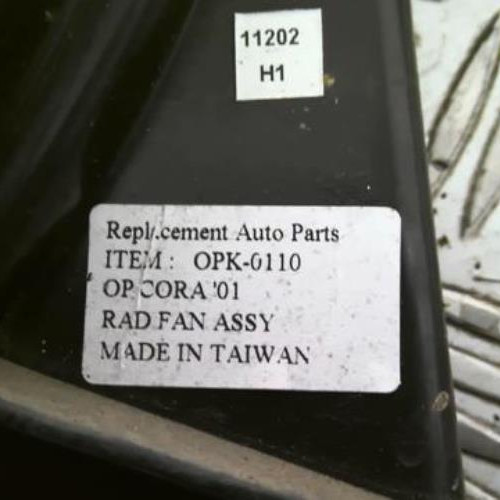 11202
H1
Replacement Auto Parts
ITEM : OPK-0110
OP CORA '01
RAD FAN ASSY
MADE IN TAIWAN